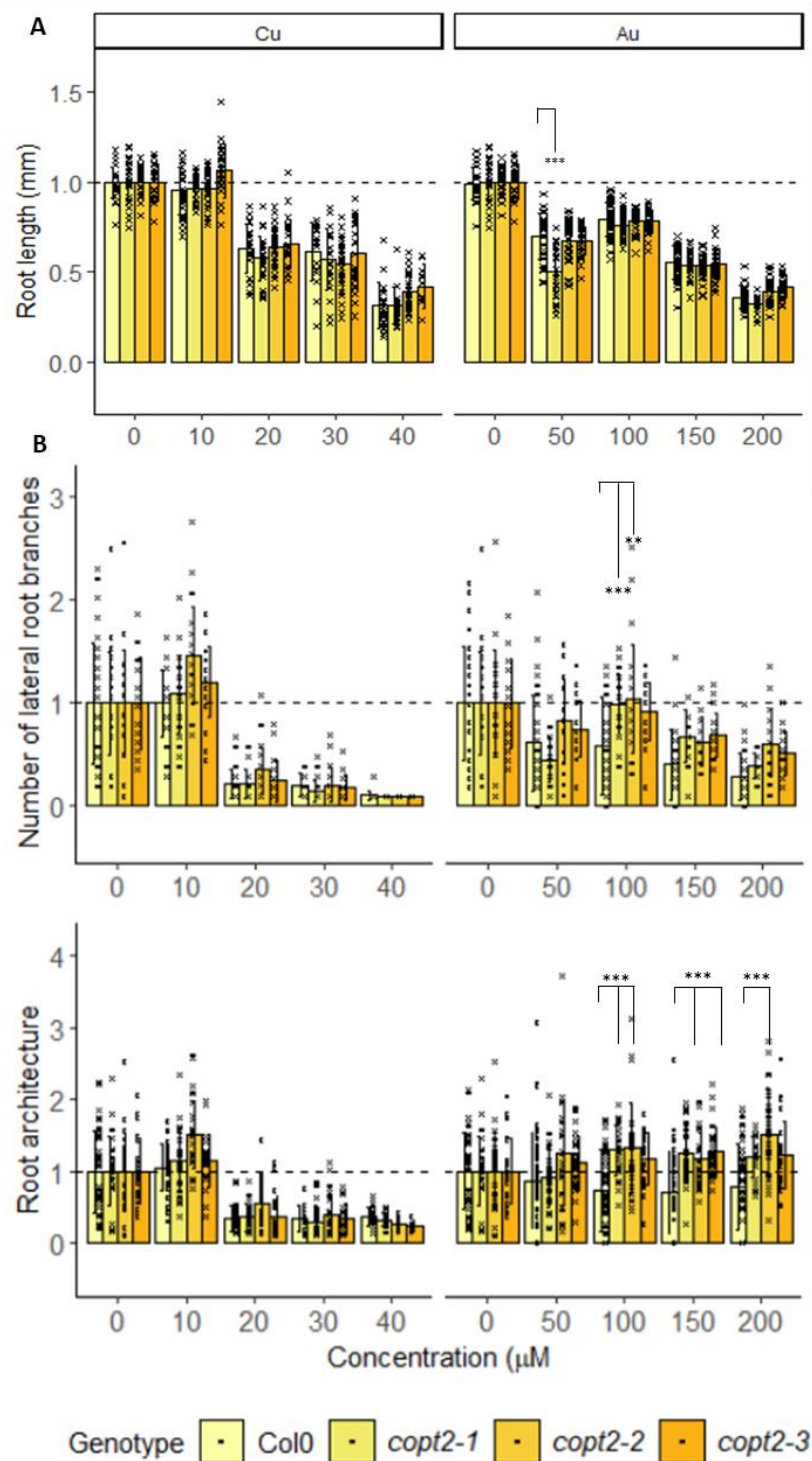 A
Cu Au
Root length (mm)
1.5
1.0
0.5
0.0
***
0 10 20 30 40 0 50 100 150 200
B
Number of lateral root branches
3
2
1
0
**
***
0 10 20 30 40 0 50 100 150 200
Root architecture
4
3
2
1
0
*** *** ***
0 10 20 30 40 0 50 100 150 200
Concentration (μM
Genotype Col0 copt2-1 copt2-2 copt2-3